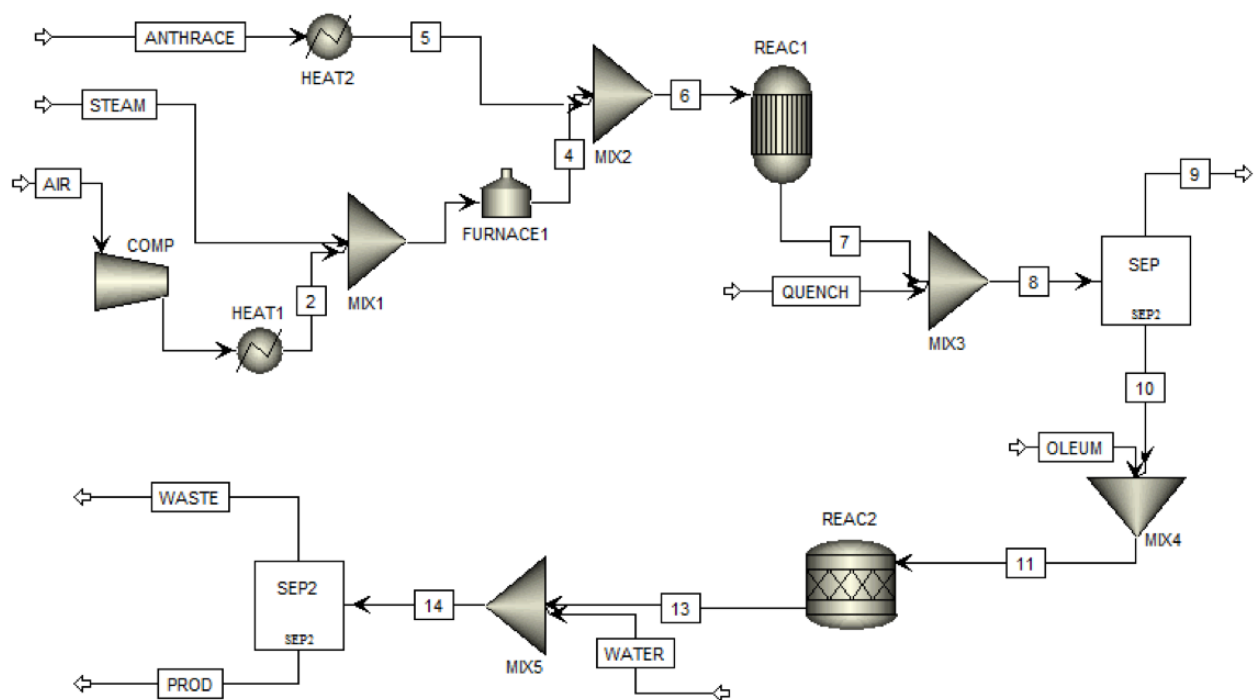 ANTHRACE
HEAT2
5
STEAM
AIR
COMP
HEAT1
2
MIX1
FURNACE1
4
MIX2
6
REAC1
7
QUENCH
MIX3
8
SEP
SEP2
9
10
OLEUM
MIX4
11
REAC2
13
WATER
MIX5
14
SEP2
SEP2
WASTE
PROD